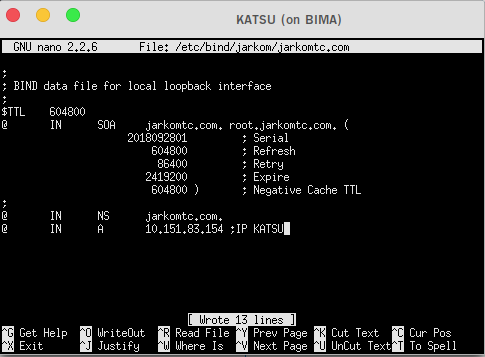 KATSU (on BIMA)
GNU nano 2.2.6 File: /etc/bind/jarkom/jarkomtc.com
;
; BIND data file for local loopback interface
;
$TTL 604800
@ IN SOA jarkomtc.com. root.jarkomtc.com. (
2018092801 ; Serial
604800 ; Refresh
86400 ; Retry
2419200 ; Expire
604800 ) ; Negative Cache TTL
;
@ IN NS jarkomtc.com.
@ IN A 10.151.83.154 ;IP KATSU
[ Wrote 13 lines ]
^G Get Help ^O WriteOut ^R Read File ^Y Prev Page ^K Cut Text ^C Cur Pos
^X Exit ^J Justify ^W Where Is ^V Next Page ^U UnCut Text ^T To Spell